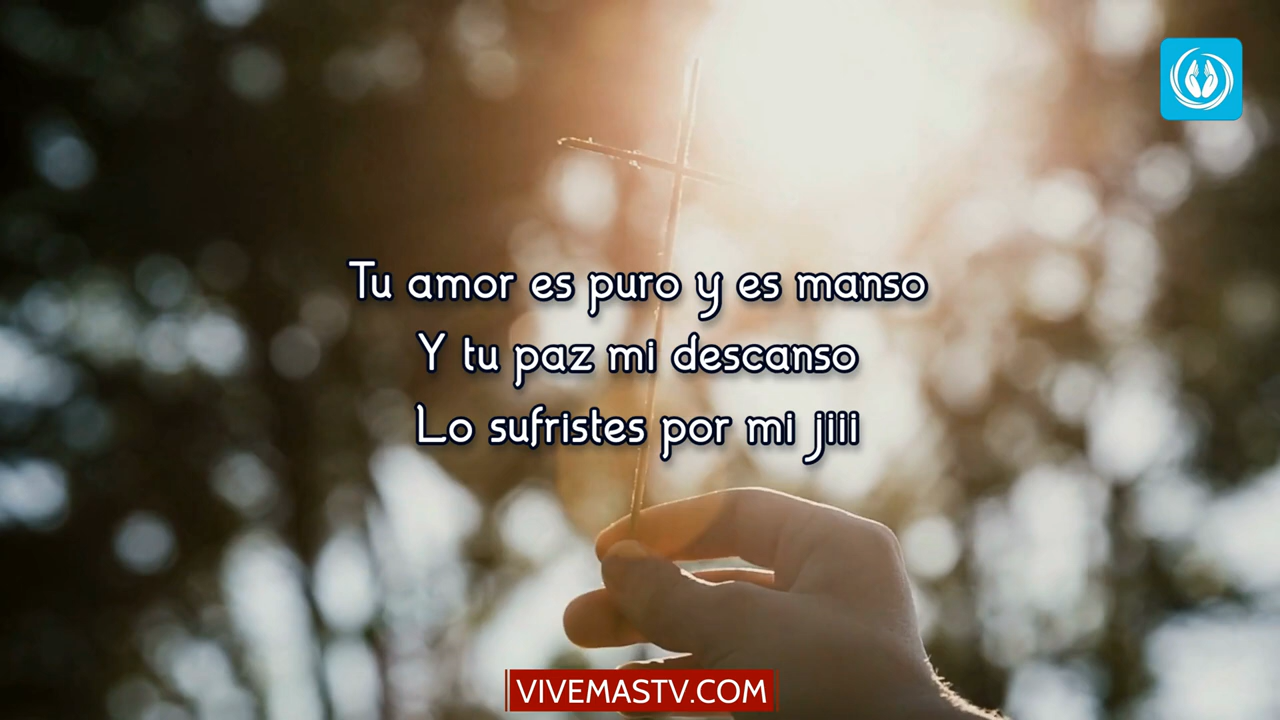 Tu amor es puro y es manso
Y tu paz mi descanso
Lo sufristes por mi jiii
VIVEMASTV.COM